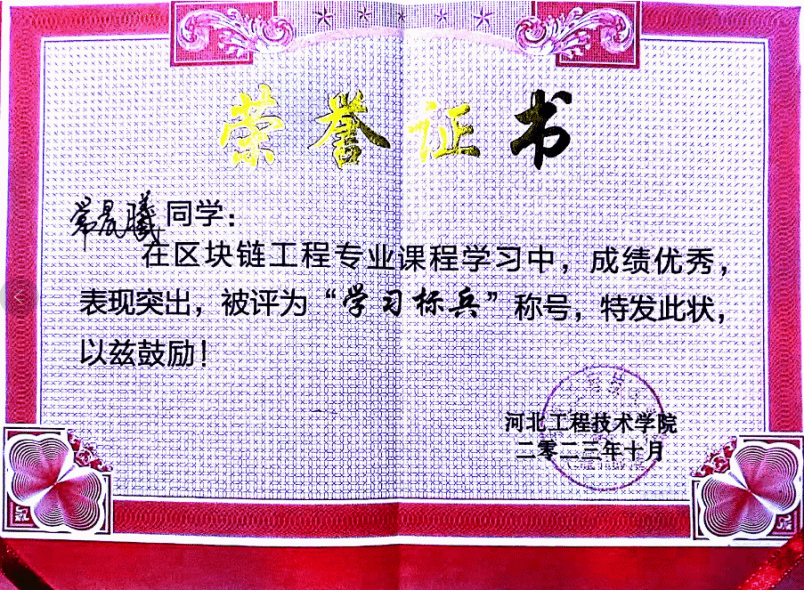 荣誉证书
常晨曦同学：
在区块链工程专业课程学习中，成绩优秀，
表现突出，被评为“学习标兵”称号，特发此状，
以兹鼓励！
河北工程技术学院
二零二三年十月